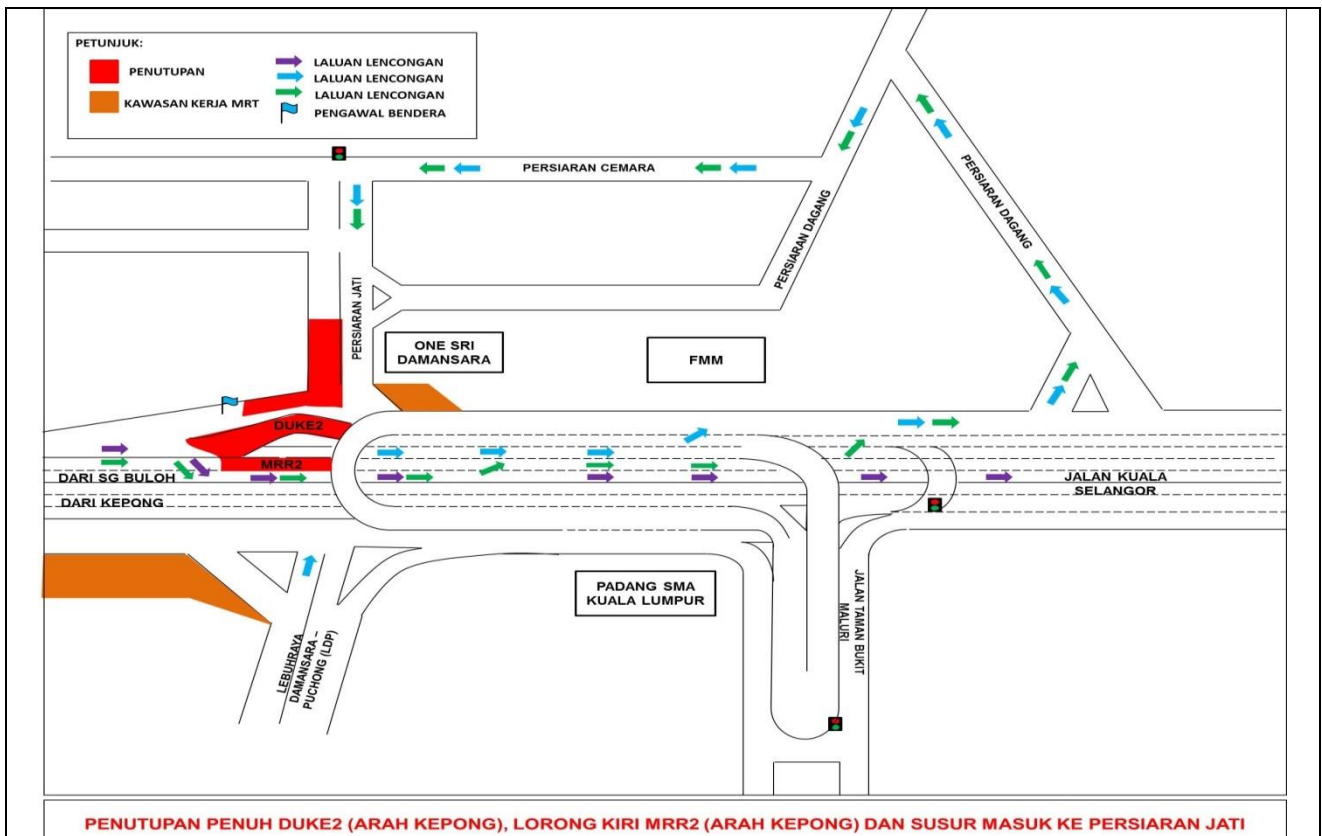 PETUNJUK:
PENUTUPAN
KAWASAN KERJA MRT
LALUAN LENCONGAN
LALUAN LENCONGAN
LALUAN LENCONGAN
PENGAWAL BENDERA
PERSIARAN CEMARA
PERSIARAN DAGANG
PERSIARAN DAGANG
PERSIARAN JATI
ONE SRI
DAMANSARA
FMM
DUKE2
MRR2
DARI SG BULOH
DARI KEPONG
JALAN KUALA
SELANGOR
PADANG SMA
KUALA LUMPUR
JALAN TAMAN BUKIT
MALURI
LEBUHRAYA
DAMANSARA –
PUCHONG (LDP)
PENUTUPAN PENUH DUKE2 (ARAH KEPONG), LORONG KIRI MRR2 (ARAH KEPONG) DAN SUSUR MASUK KE PERSIARAN JATI